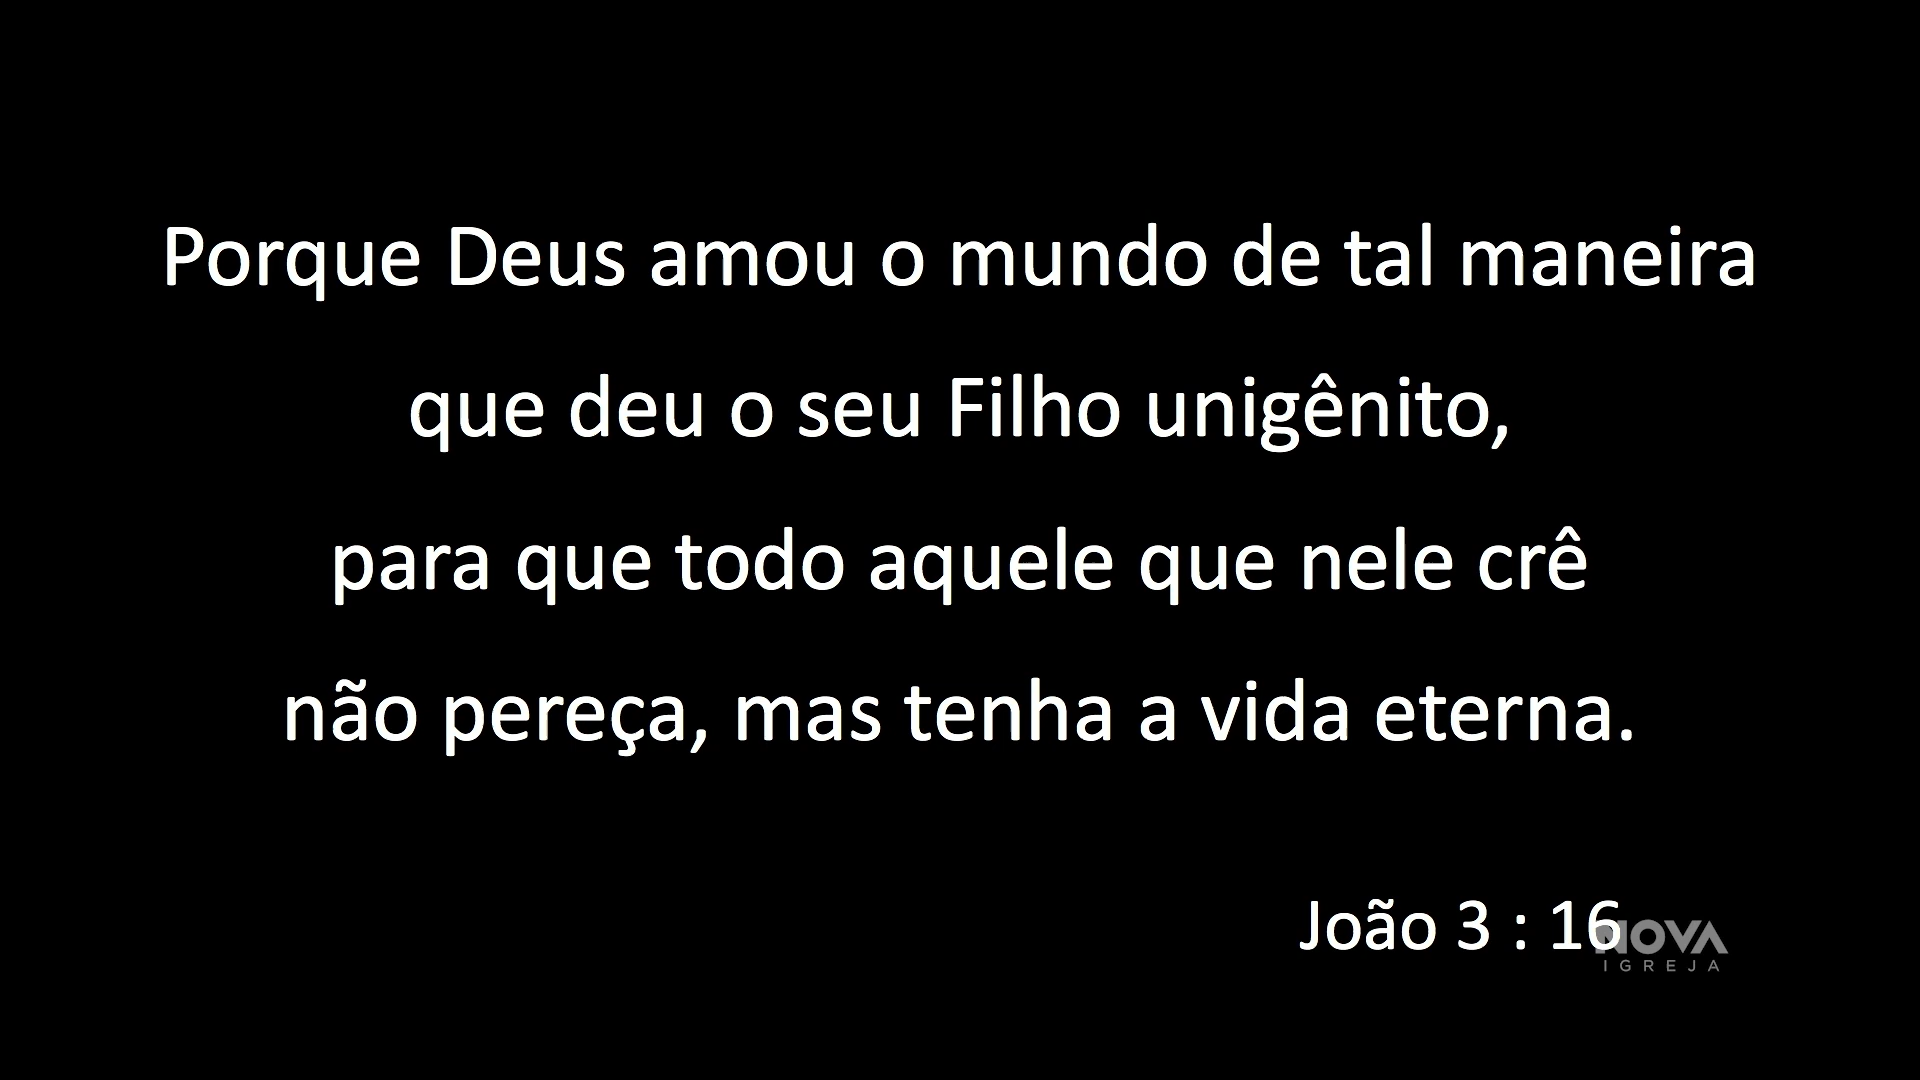 Porque Deus amou o mundo de tal maneira
que deu o seu Filho unigênito,
para que todo aquele que nele crê
não pereça, mas tenha a vida eterna.
João 3 : 16
NOVA
IGREJA